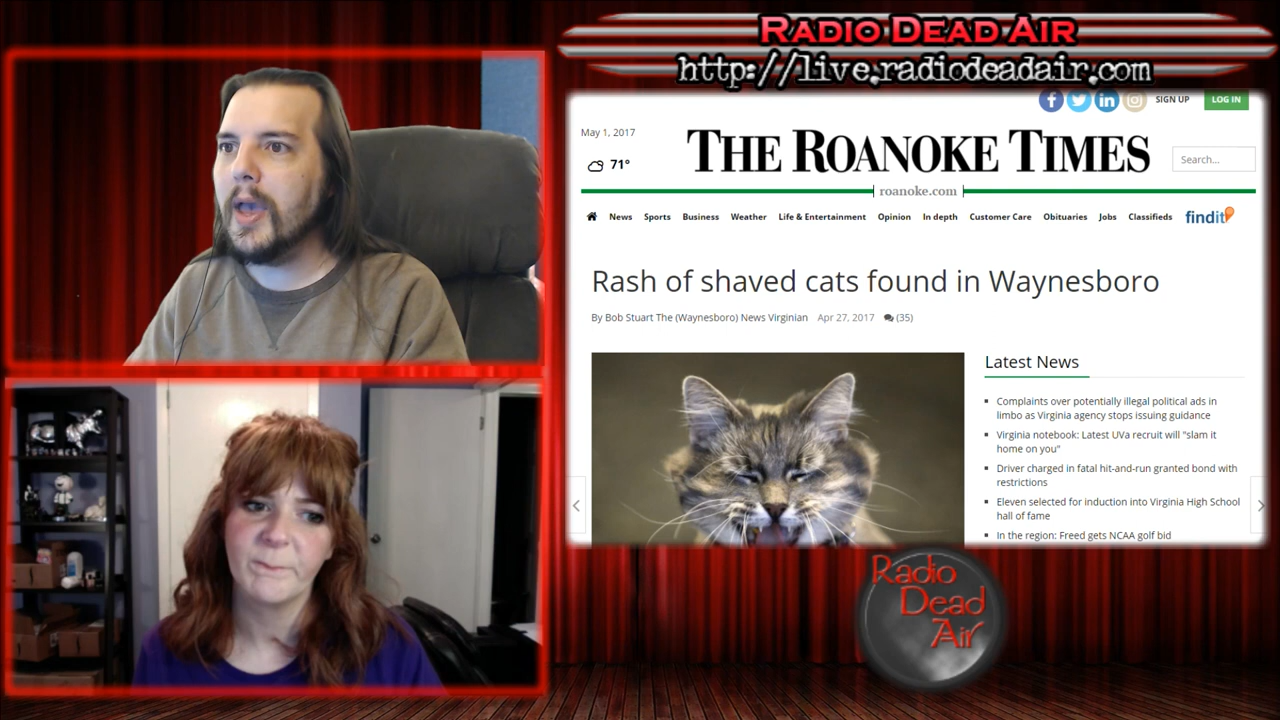 RADIO DEAD AIR
http://live.radiodeadair.com
SIGN UP
LOG IN
May 1, 2017
71°
THE ROANOKE TIMES
Search...
roanoke.com
News Sports Business Weather Life & Entertainment Opinion In depth Customer Care Obituaries Jobs Classifieds findit
Rash of shaved cats found in Waynesboro
By Bob Stuart The (Waynesboro) News Virginian Apr 27, 2017 (35)
Latest News
Complaints over potentially illegal political ads in
limbo as Virginia agency stops issuing guidance
Virginia notebook: Latest UVa recruit will "slam it
home on you"
Driver charged in fatal hit-and-run granted bond with
restrictions
Eleven selected for induction into Virginia High School
hall of fame
In the region: Freed gets NCAA golf bid
Radio
Dead
Air